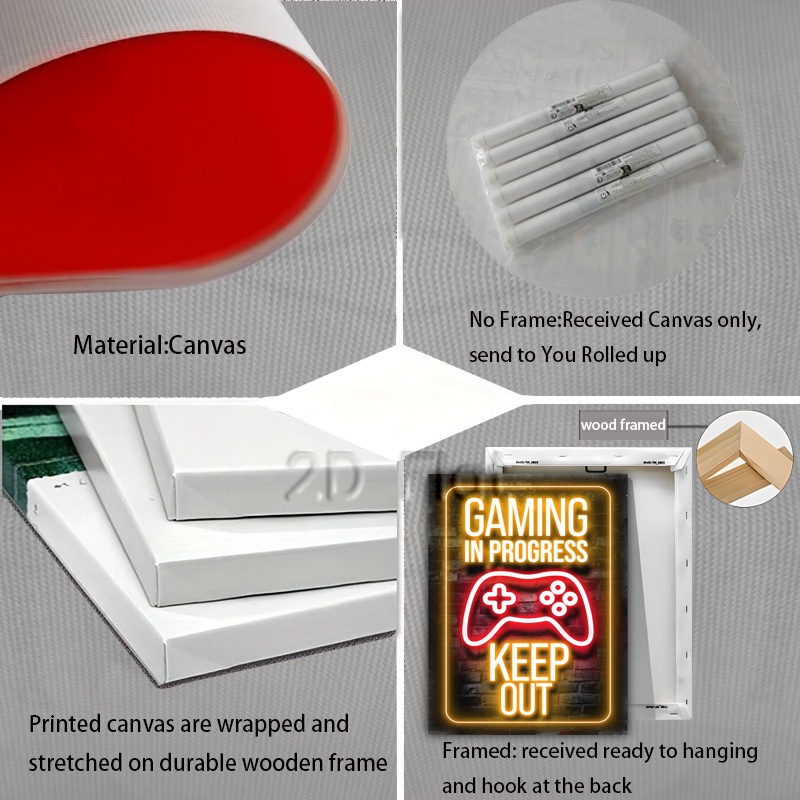 Material:Canvas
No Frame:Received Canvas only,
send to You Rolled up
wood framed
2D
GAMING
IN PROGRESS
KEEP
OUT
Printed canvas are wrapped and
stretched on durable wooden frame
Framed: received ready to hanging
and hook at the back